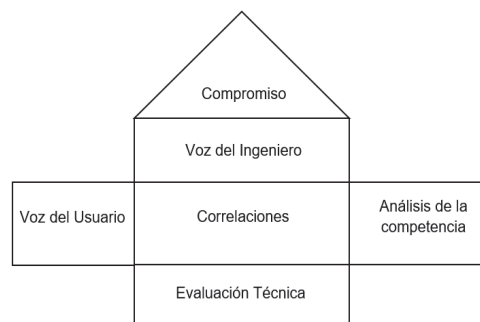 Compromiso
Voz del Ingeniero
Voz del Usuario
Correlaciones
Análisis de la
competencia
Evaluación Técnica